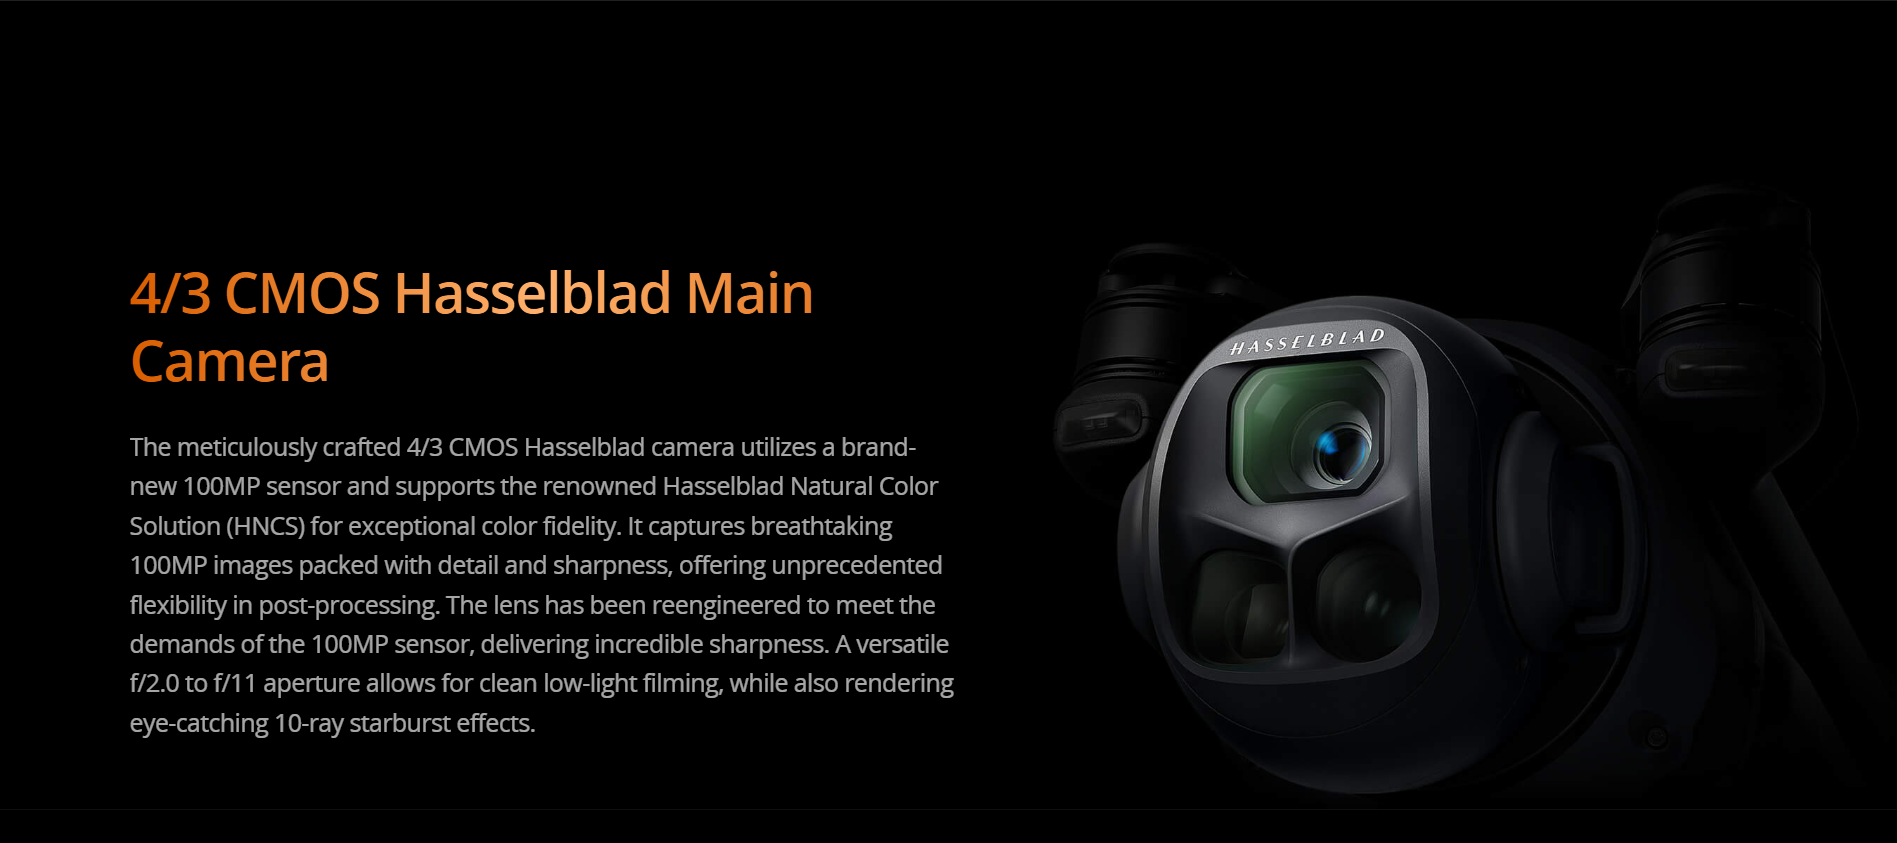 4/3 CMOS Hasselblad Main
Camera
The meticulously crafted 4/3 CMOS Hasselblad camera utilizes a brand-
new 100MP sensor and supports the renowned Hasselblad Natural Color
Solution (HNCS) for exceptional color fidelity. It captures breathtaking
100MP images packed with detail and sharpness, offering unprecedented
flexibility in post-processing. The lens has been reengineered to meet the
demands of the 100MP sensor, delivering incredible sharpness. A versatile
f/2.0 to f/11 aperture allows for clean low-light filming, while also rendering
eye-catching 10-ray starburst effects.
HASSELBLAD